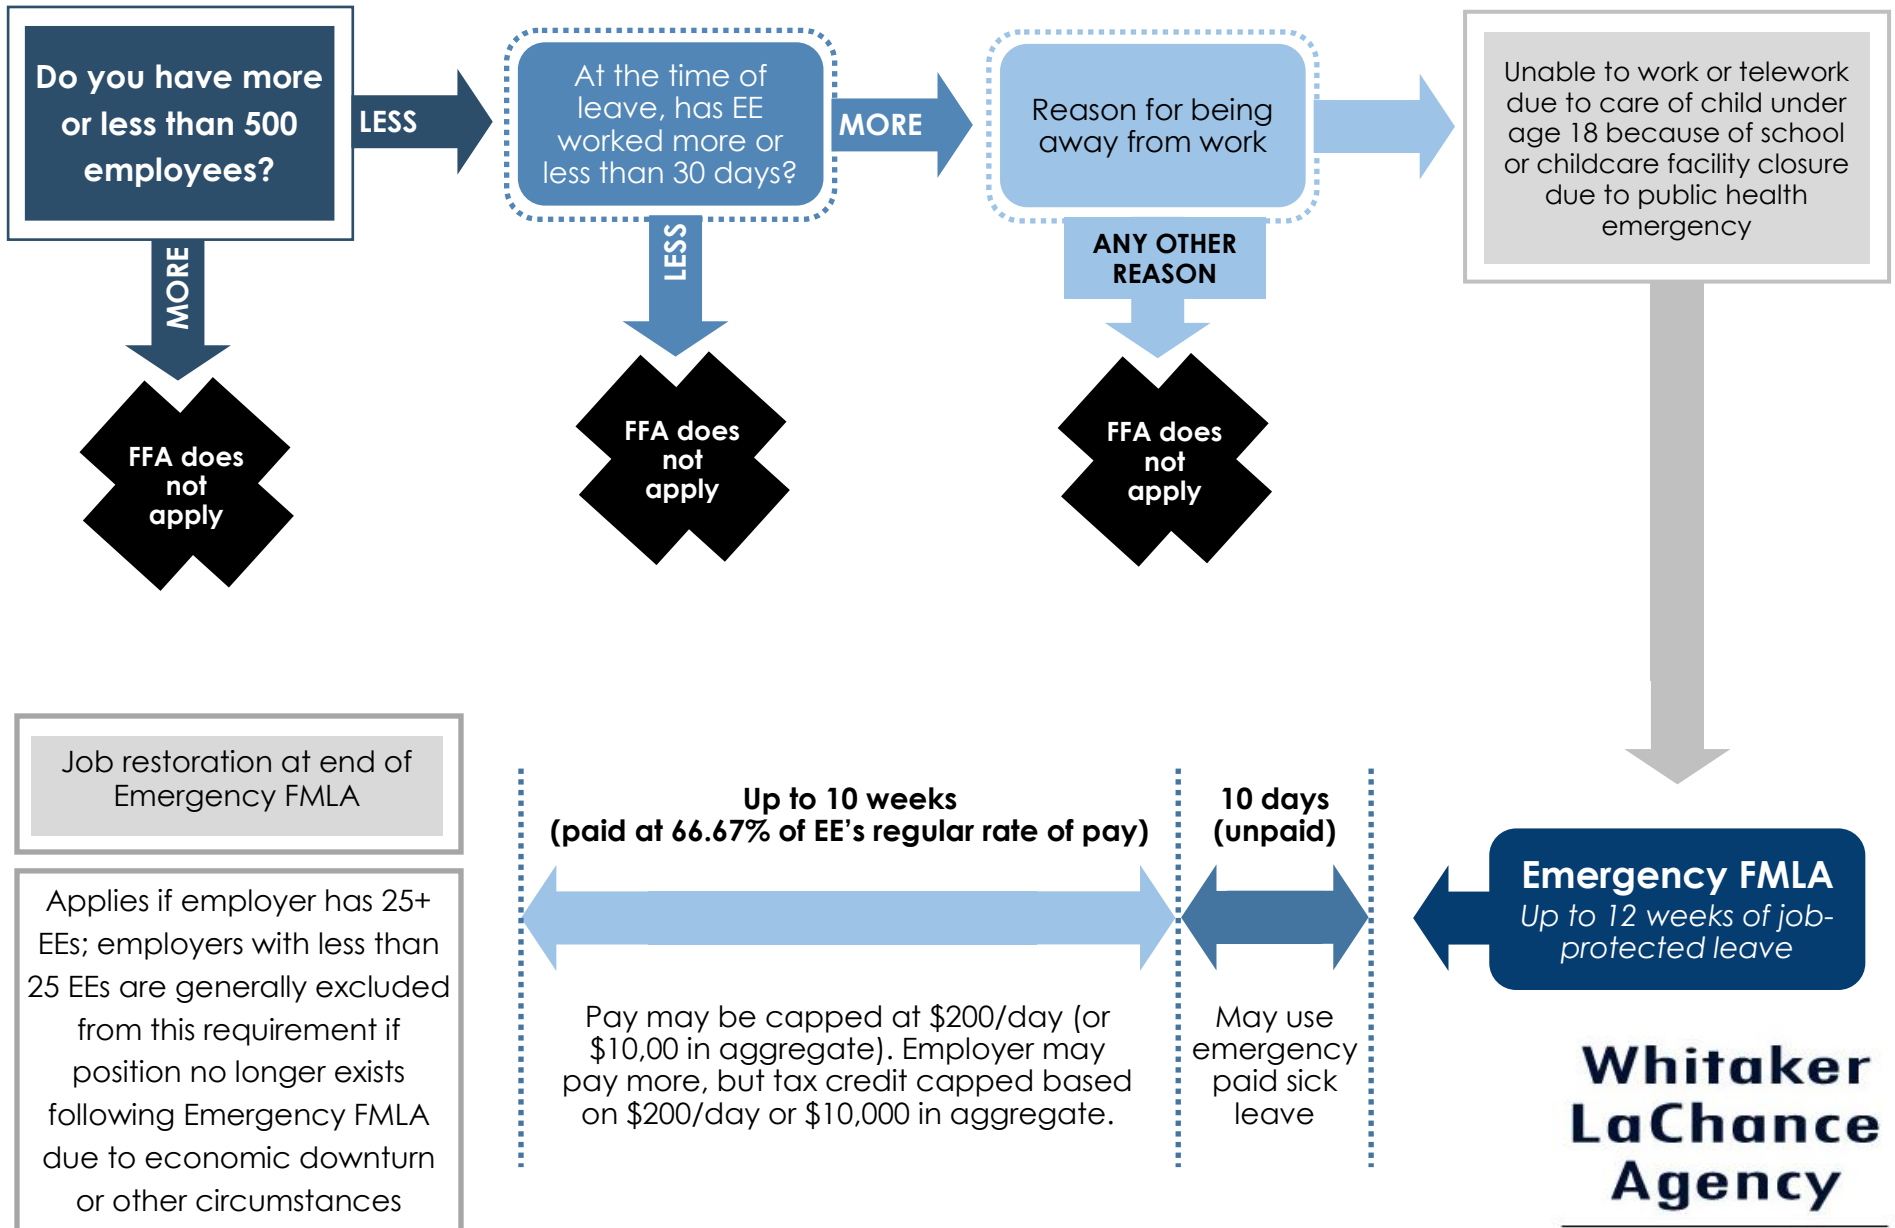 Do you have more
or less than 500
employees?
LESS
At the time of
leave, has EE
worked more or
less than 30 days?
MORE
Reason for being
away from work
Unable to work or telework
due to care of child under
age 18 because of school
or childcare facility closure
due to public health
emergency
MORE
LESS
ANY OTHER
REASON
FFA does
not
apply
FFA does
not
apply
FFA does
not
apply
Job restoration at end of
Emergency FMLA
Applies if employer has 25+
EEs; employers with less than
25 EEs are generally excluded
from this requirement if
position no longer exists
following Emergency FMLA
due to economic downturn
or other circumstances
Up to 10 weeks
(paid at 66.67% of EE’s regular rate of pay)
Pay may be capped at $200/day (or
$10,00 in aggregate). Employer may
pay more, but tax credit capped based
on $200/day or $10,000 in aggregate.
10 days
(unpaid)
May use
emergency
paid sick
leave
Emergency FMLA
Up to 12 weeks of job-
protected leave
Whitaker
LaChance
Agency